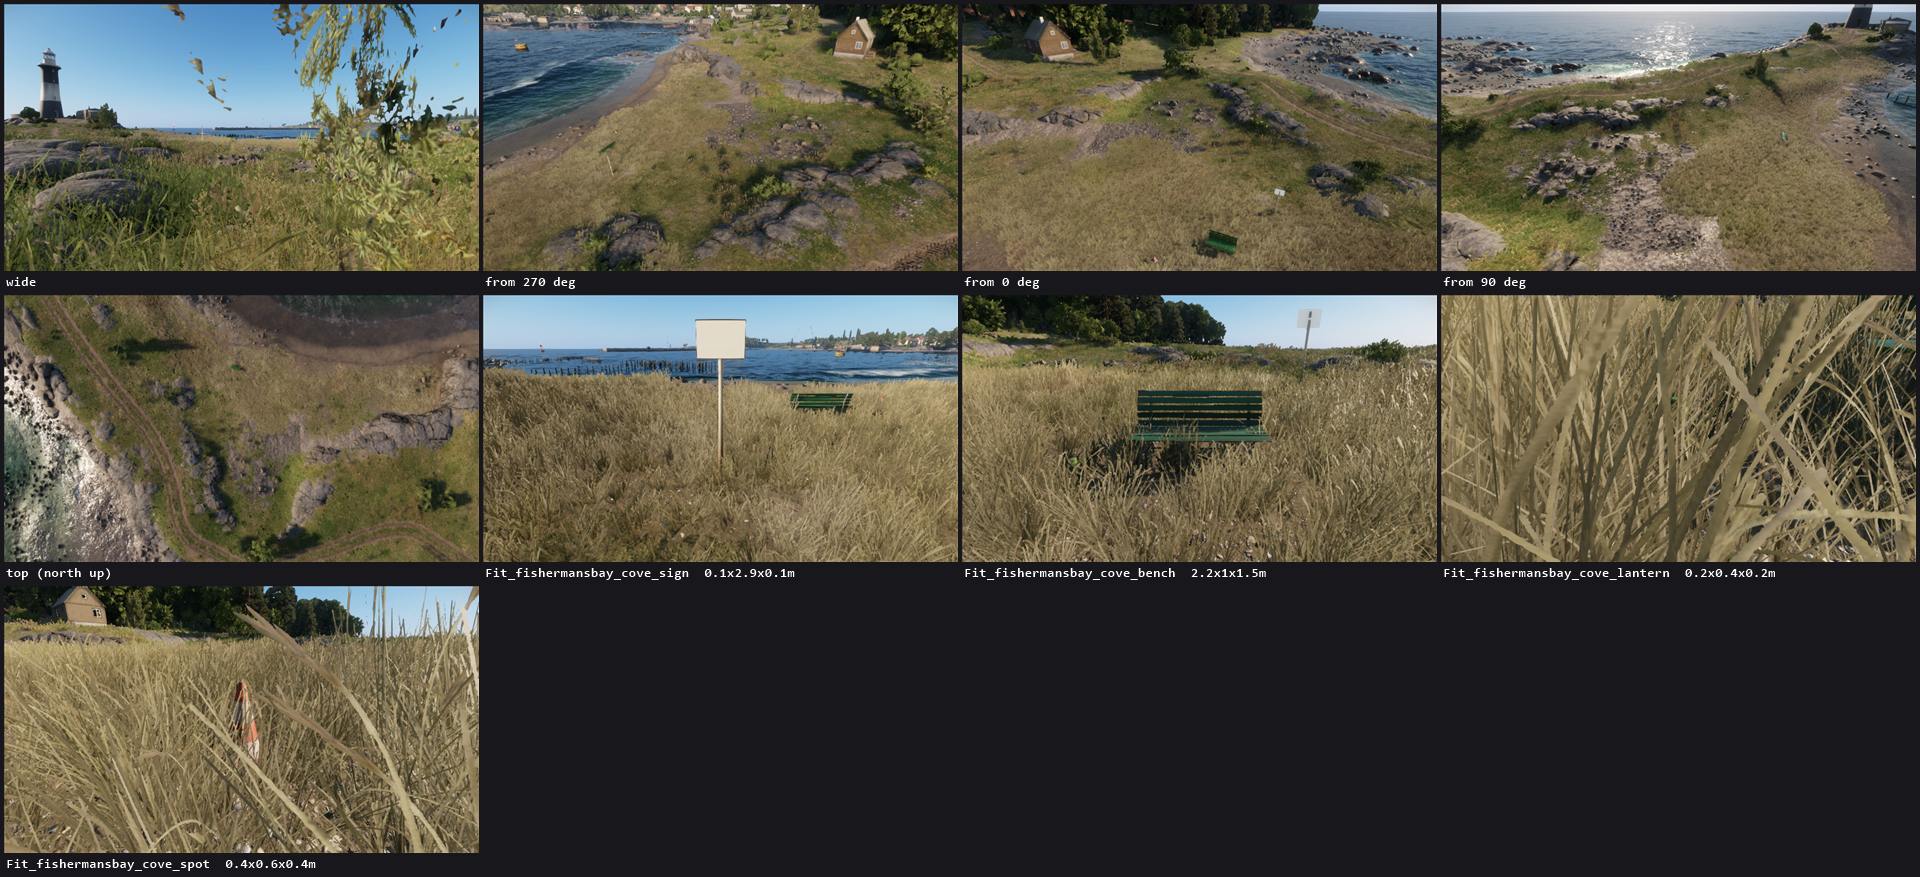 wide
from 270 deg
from 0 deg
from 90 deg
top (north up)
Fit_fishermansbay_cove_sign 0.1x2.9x0.1m
Fit_fishermansbay_cove_bench 2.2x1x1.5m
Fit_fishermansbay_cove_lantern 0.2x0.4x0.2m
Fit_fishermansbay_cove_spot 0.4x0.6x0.4m